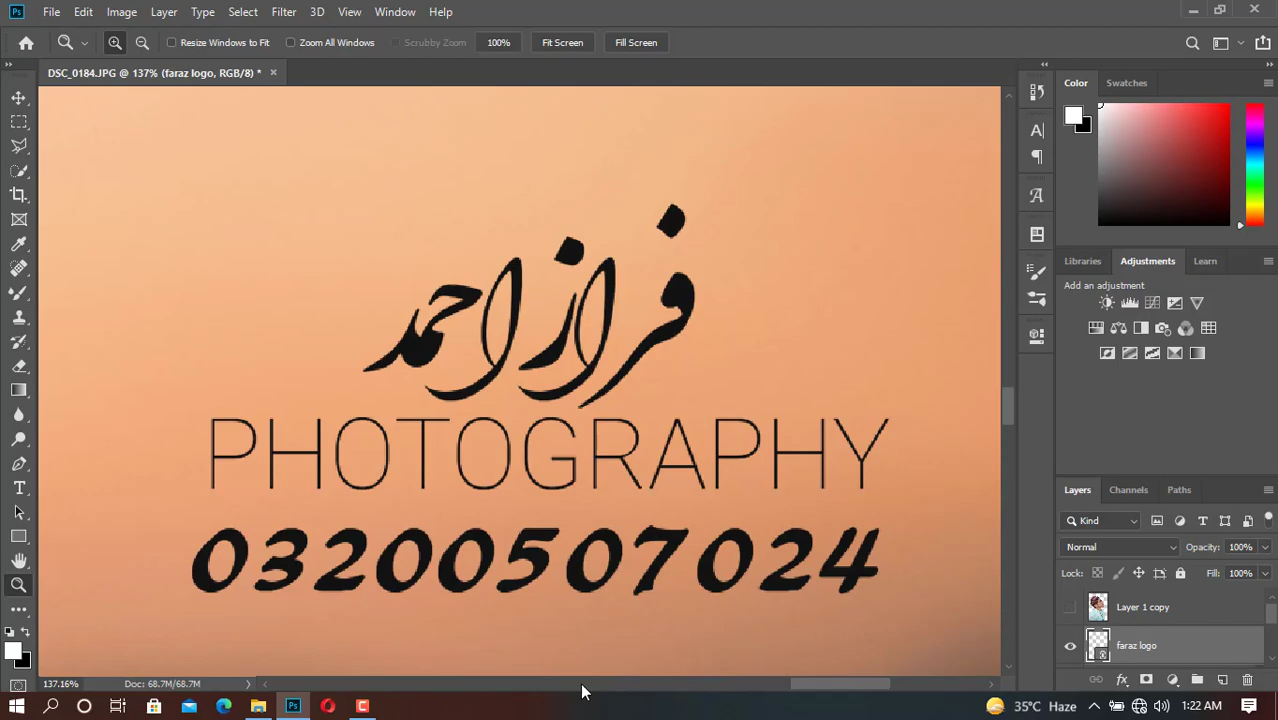 Ps File Edit Image Layer Type Select Filter 3D View Window Help
Resize Windows to Fit Zoom All Windows Scrubby Zoom 100% Fit Screen Fill Screen
DSC_0184.JPG @ 137% (faraz logo, RGB/8) *
Color Swatches
فراز احمد
PHOTOGRAPHY
03200507024
Libraries Adjustments Learn
Add an adjustment
Layers Channels Paths
Kind
Normal Opacity: 100%
Lock: Fill: 100%
Layer 1 copy
faraz logo
137.16% Doc: 68.7M/68.7M
Ps 35°C Haze 1:22 AM